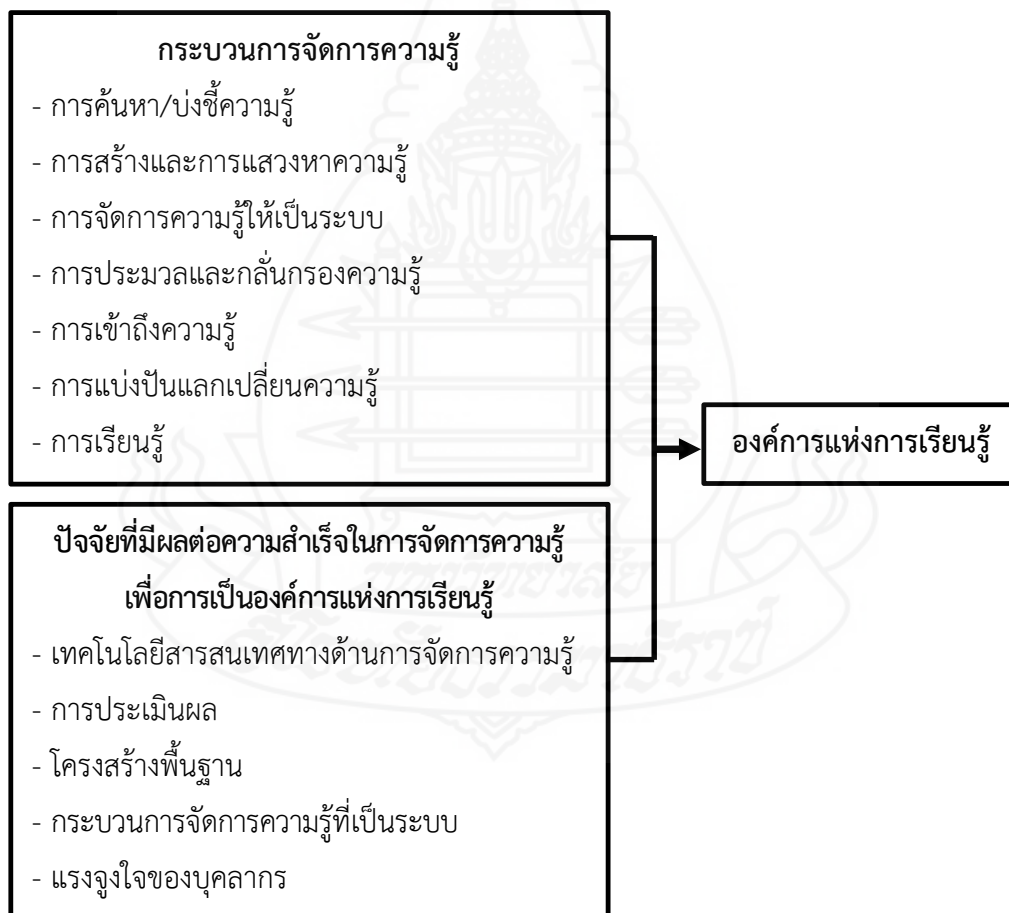 กระบวนการจัดการความรู้
- การค้นหา/บ่งชี้ความรู้
- การสร้างและการแสวงหาความรู้
- การจัดการความรู้ให้เป็นระบบ
- การประมวลและกลั่นกรองความรู้
- การเข้าถึงความรู้
- การแบ่งปันแลกเปลี่ยนความรู้
- การเรียนรู้
องค์การแห่งการเรียนรู้
ปัจจัยที่มีผลต่อความสำเร็จในการจัดการความรู้
เพื่อการเป็นองค์การแห่งการเรียนรู้
- เทคโนโลยีสารสนเทศทางด้านการจัดการความรู้
- การประเมินผล
- โครงสร้างพื้นฐาน
- กระบวนการจัดการความรู้ที่เป็นระบบ
- แรงจูงใจของบุคลากร